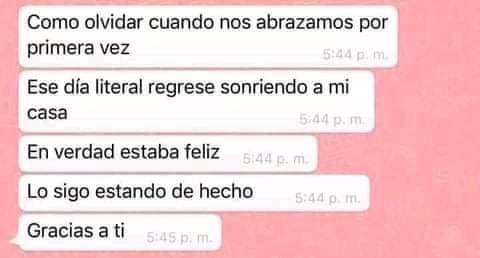 Como olvidar cuando nos abrazamos por
primera vez
5:44 p. m.
Ese día literal regrese sonriendo a mi
casa
5:44 p. m.
En verdad estaba feliz
5:44 p. m.
Lo sigo estando de hecho
5:44 p. m.
Gracias a ti
5:45 p. m.